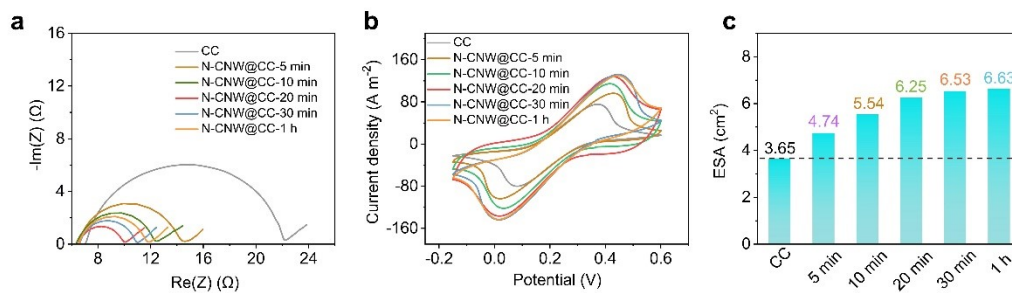 a
16
12
8
4
0
-Im(Z) (Ω)
CC
N-CNW@CC-5 min
N-CNW@CC-10 min
N-CNW@CC-20 min
N-CNW@CC-30 min
N-CNW@CC-1 h
8 12 16 20 24
Re(Z) (Ω)
b
160
80
0
-80
-160
Current density (A m-2)
CC
N-CNW@CC-5 min
N-CNW@CC-10 min
N-CNW@CC-20 min
N-CNW@CC-30 min
N-CNW@CC-1 h
-0.2 0.0 0.2 0.4 0.6
Potential (V)
c
8
6
4
2
0
ESA (cm2)
3.65 4.74 5.54 6.25 6.53 6.63
CC 5 min 10 min 20 min 30 min 1 h